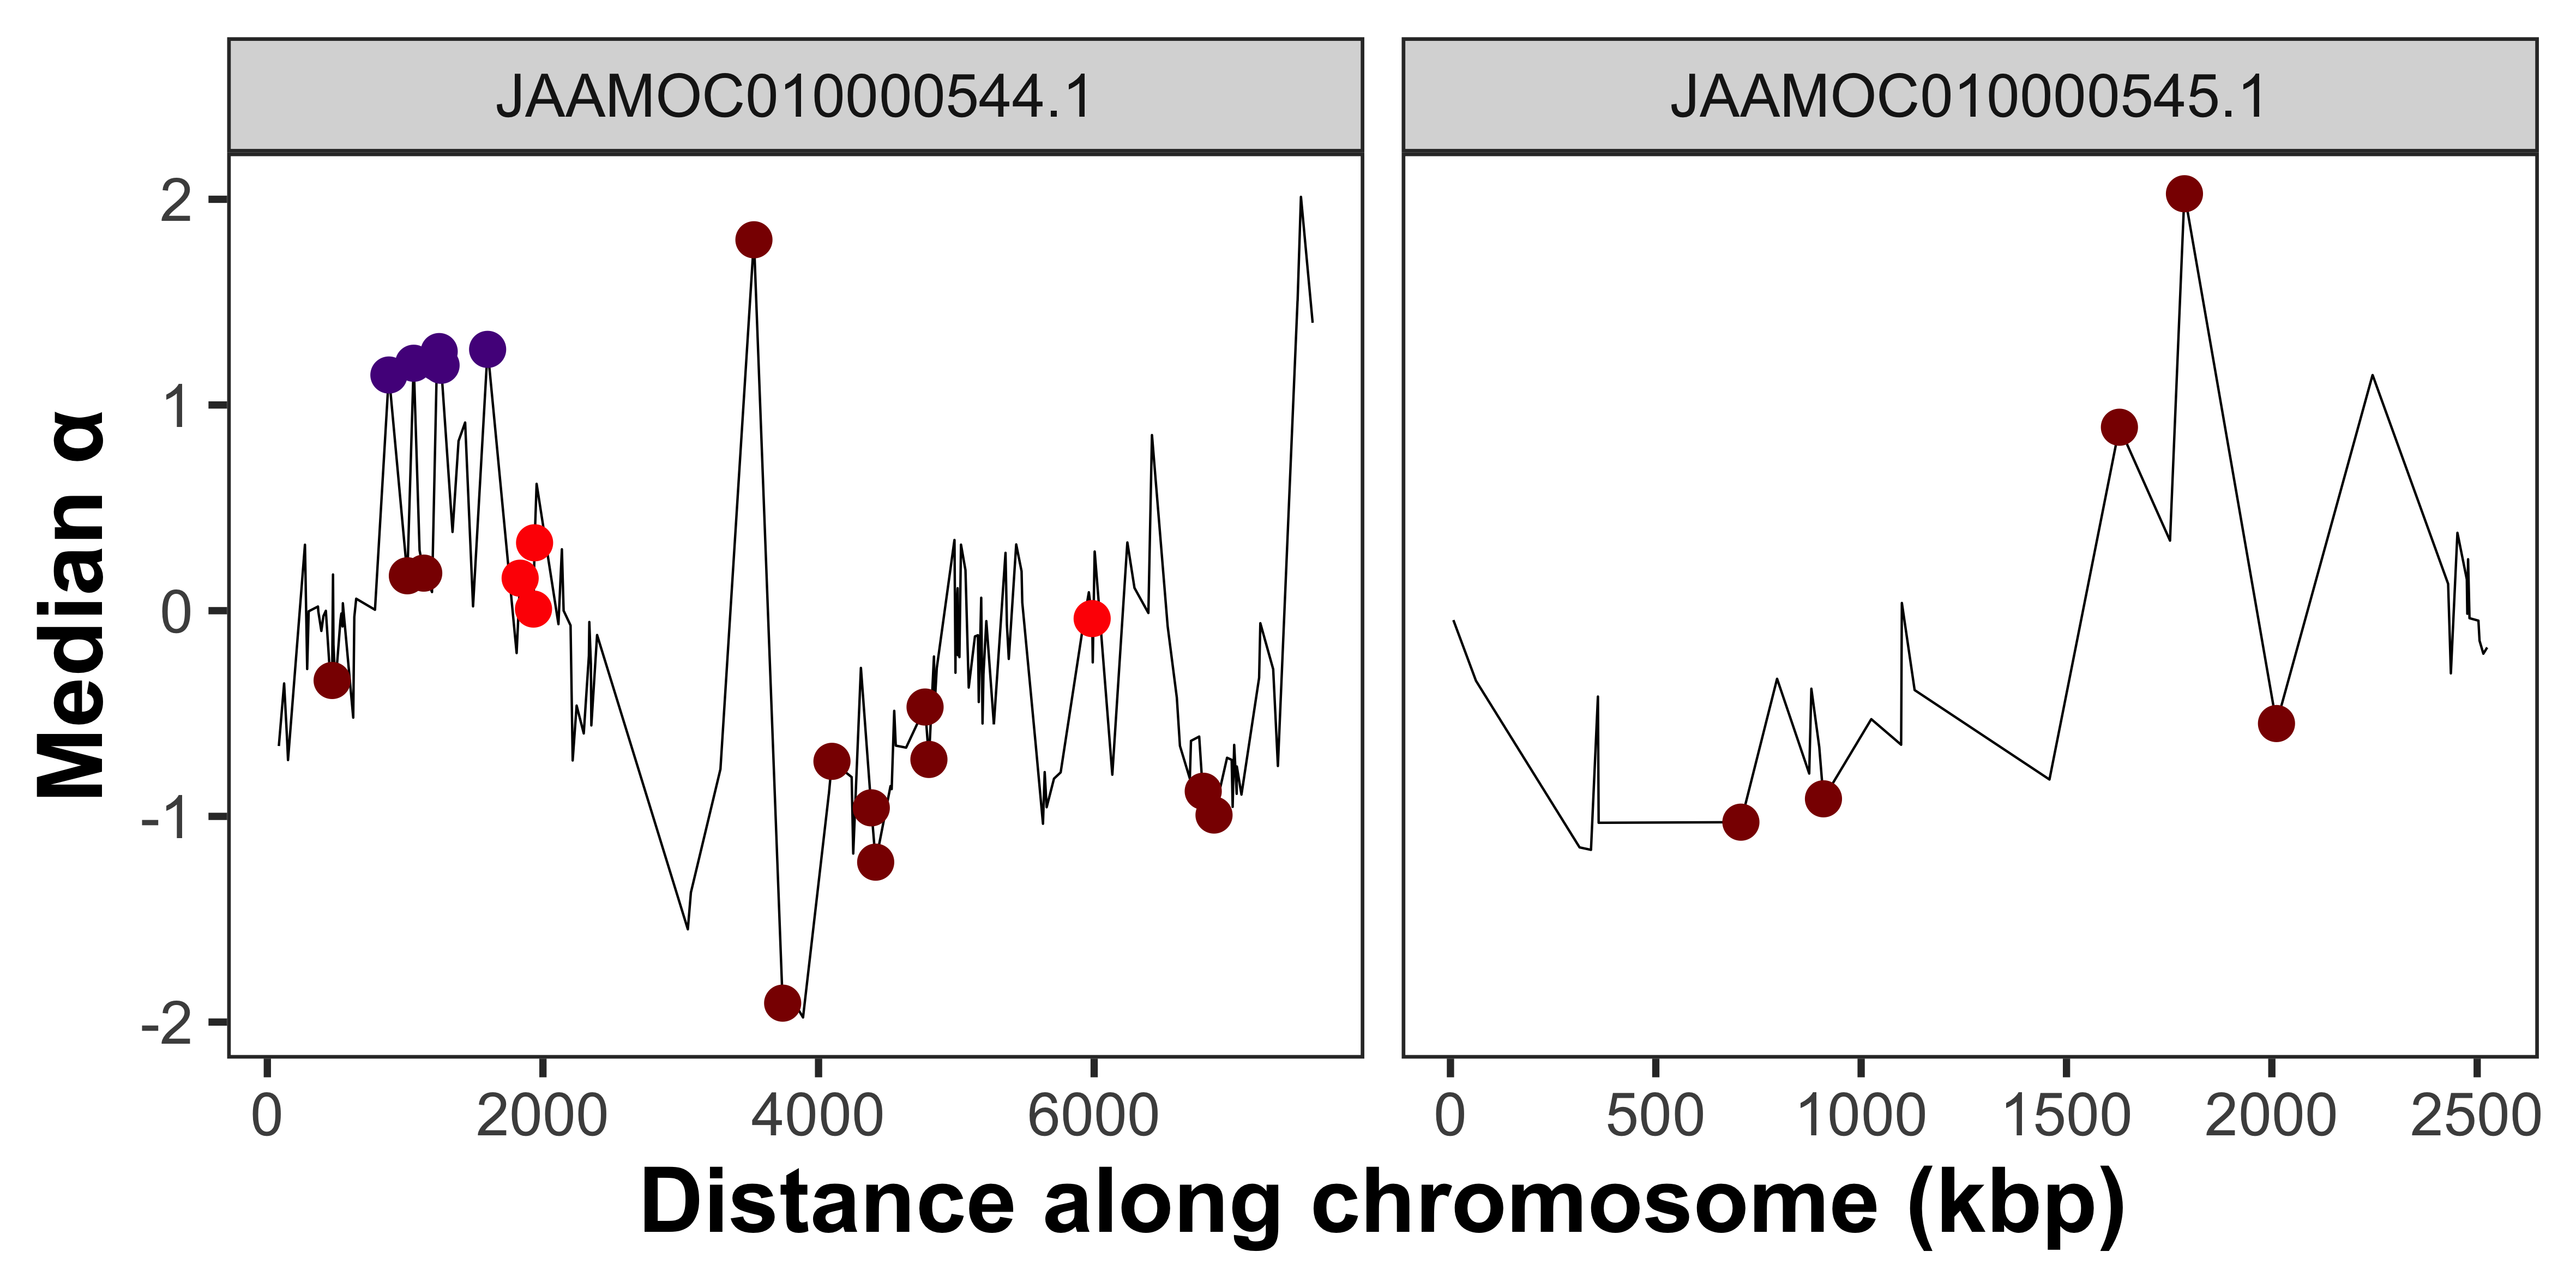 JAAMOC010000544.1
JAAMOC010000545.1
Median α
2
1
0
-1
-2
0 2000 4000 6000
0 500 1000 1500 2000 2500
Distance along chromosome (kbp)